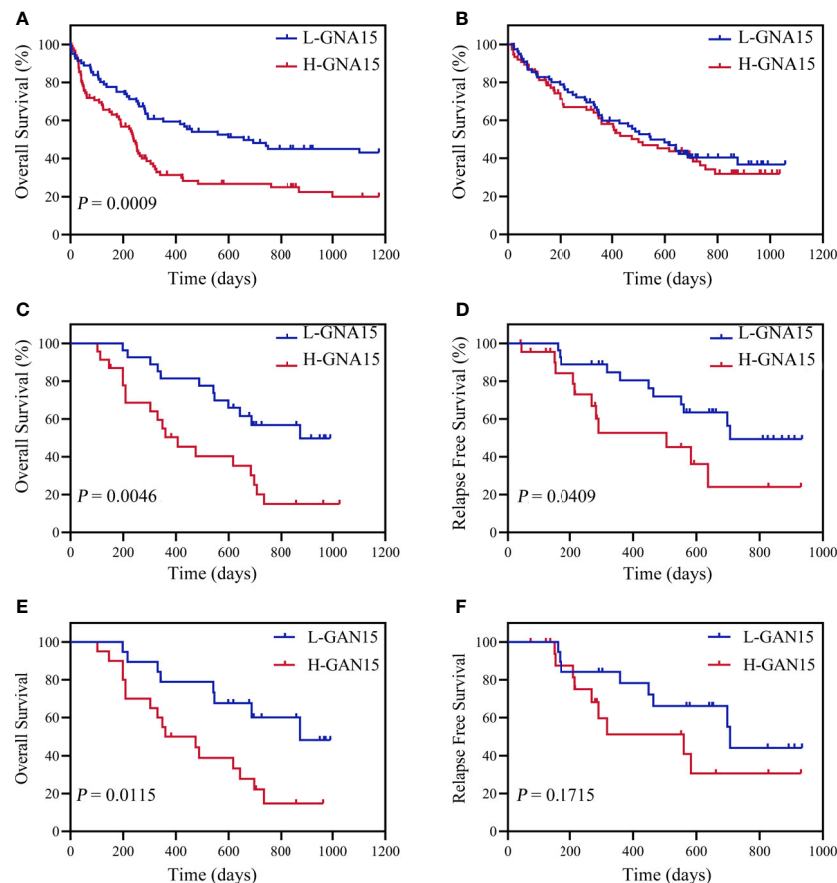 A
Overall Survival (%)
100
80
60
40
20
0
L-GNA15
H-GNA15
P = 0.0009
0 200 400 600 800 1000 1200
Time (days)
B
Overall Survival (%)
100
80
60
40
20
0
L-GNA15
H-GNA15
0 200 400 600 800 1000 1200
Time (days)
C
Overall Survival (%)
100
80
60
40
20
0
L-GNA15
H-GNA15
P = 0.0046
0 200 400 600 800 1000 1200
Time (days)
D
Relapse Free Survival (%)
100
80
60
40
20
0
L-GNA15
H-GNA15
P = 0.0409
0 200 400 600 800 1000
Time (days)
E
Overall Survival
100
80
60
40
20
0
L-GAN15
H-GAN15
P = 0.0115
0 200 400 600 800 1000 1200
Time (days)
F
Relapse Free Survival
100
80
60
40
20
0
L-GAN15
H-GAN15
P = 0.1715
0 200 400 600 800 1000
Time (days)